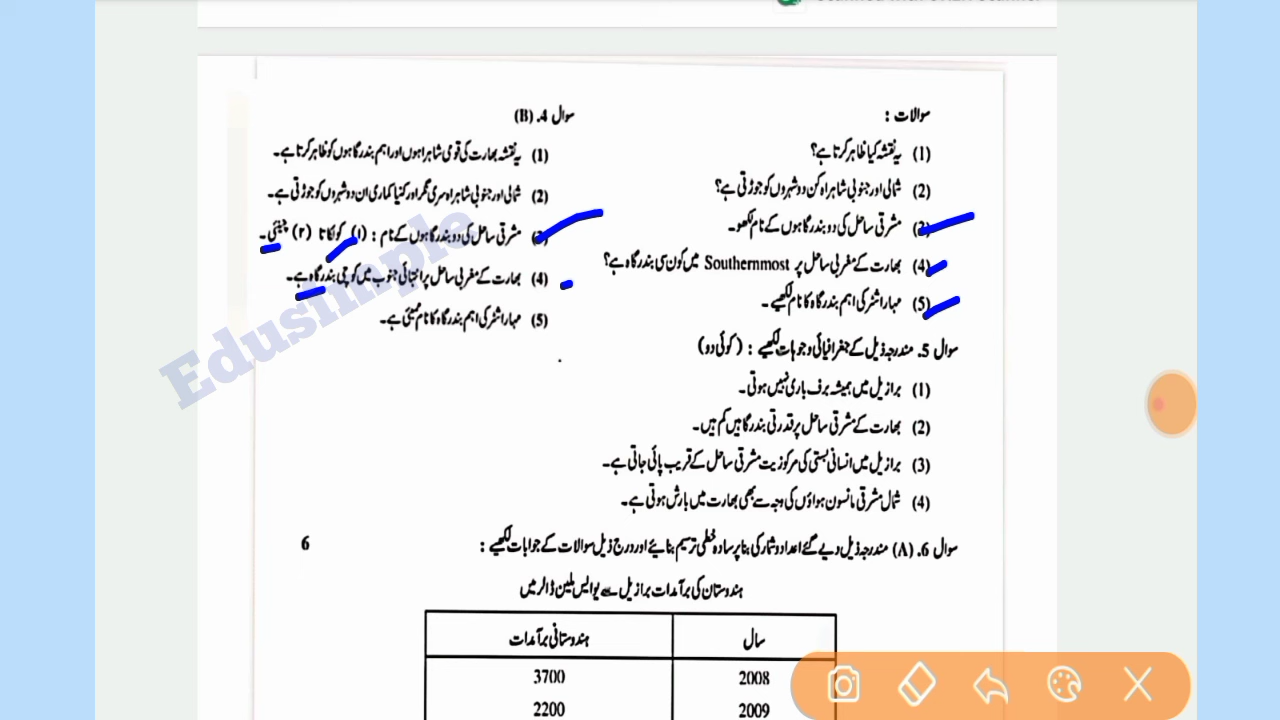 سوالات :
(1) یہ نقشہ کیا ظاہر کرتا ہے؟
(2) شمالی اور جنوبی شاہراہ کن دو شہروں کو جوڑتی ہے؟
(3) مشرقی ساحل کی دو بندرگاہوں کے نام لکھو۔
(4) بھارت کے مغربی ساحل پر Southernmost میں کون سی بندرگاہ ہے؟
(5) مہاراشٹر کی اہم بندرگاہ کا نام لکھیے۔
سوال 4. (B)
(1) یہ نقشہ بھارت کی قومی شاہراہوں اور اہم بندرگاہوں کو ظاہر کرتا ہے۔
(2) شمالی اور جنوبی شاہراہ سری نگر اور کنیا کماری ان دو شہروں کو جوڑتی ہے۔
(3) مشرقی ساحل کی دو بندرگاہوں کے نام : (۱) کولکاتا (۲) چینئی۔
(4) بھارت کے مغربی ساحل پر انتہائی جنوب میں کوچی بندرگاہ ہے۔
(5) مہاراشٹر کی اہم بندرگاہ کا نام ممبئی ہے۔
سوال 5. مندرجہ ذیل کے جغرافیائی وجوہات لکھیے : (کوئی دو)
(1) برازیل میں ہمیشہ برف باری نہیں ہوتی۔
(2) بھارت کے مشرقی ساحل پر قدرتی بندرگاہیں کم ہیں۔
(3) برازیل میں انسانی بستی کی مرکوزیت مشرقی ساحل کے قریب پائی جاتی ہے۔
(4) شمال مشرقی مانسون ہواؤں کی وجہ سے بھی بھارت میں بارش ہوتی ہے۔
سوال 6. (A) مندرجہ ذیل دیے گئے اعداد و شمار کی بنا پر سادہ خطی ترسیم بنایئے اور درج ذیل سوالات کے جوابات لکھیے : 6
ہندوستان کی برآمدات برازیل سے یو ایس ملین ڈالر میں
سال ہندوستانی برآمدات
2008 3700
2009 2200
Edusimple